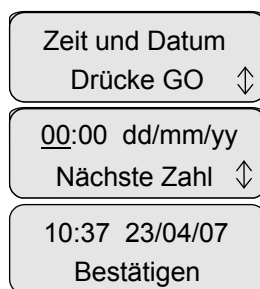 Zeit und Datum
Drücke GO
00:00 dd/mm/yy
Nächste Zahl
10:37 23/04/07
Bestätigen